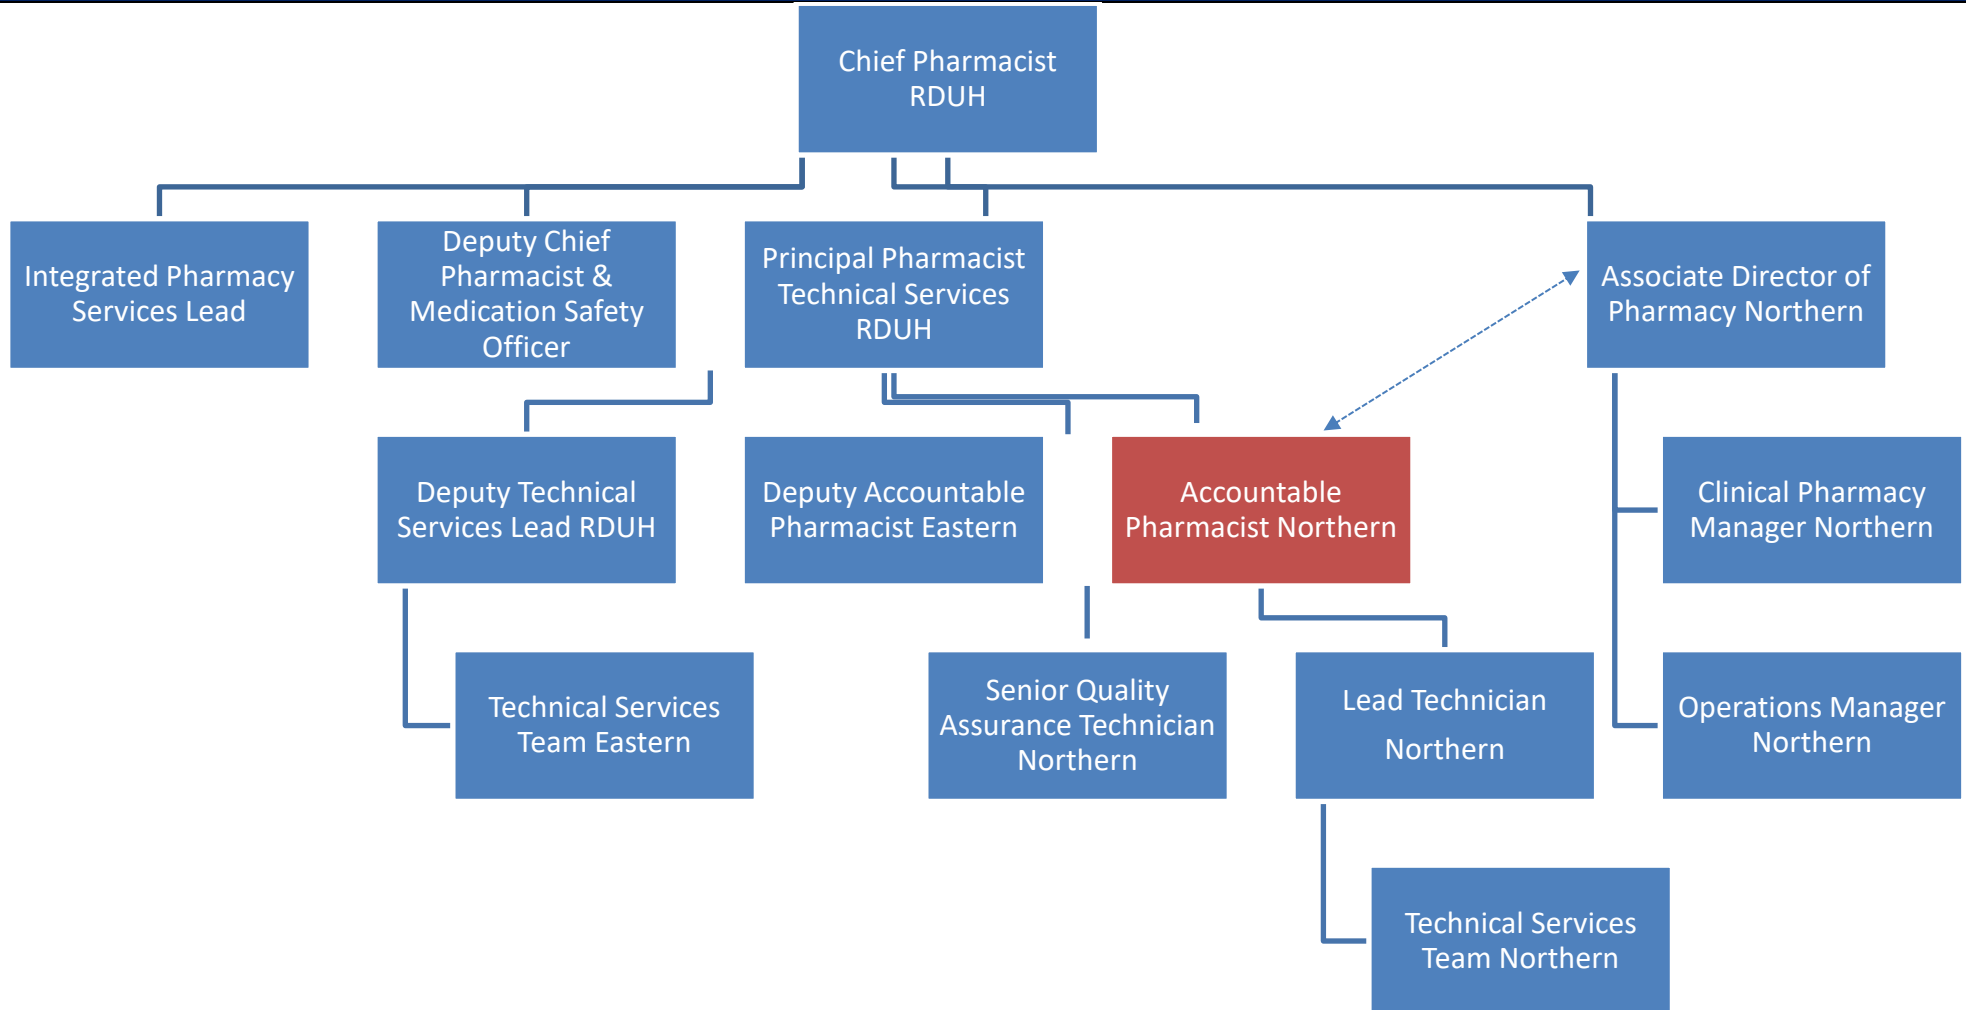 Chief Pharmacist
RDUH
Integrated Pharmacy
Services Lead
Deputy Chief
Pharmacist &
Medication Safety
Officer
Principal Pharmacist
Technical Services
RDUH
Associate Director of
Pharmacy Northern
Deputy Technical
Services Lead RDUH
Deputy Accountable
Pharmacist Eastern
Accountable
Pharmacist Northern
Clinical Pharmacy
Manager Northern
Technical Services
Team Eastern
Senior Quality
Assurance Technician
Northern
Lead Technician
Northern
Operations Manager
Northern
Technical Services
Team Northern